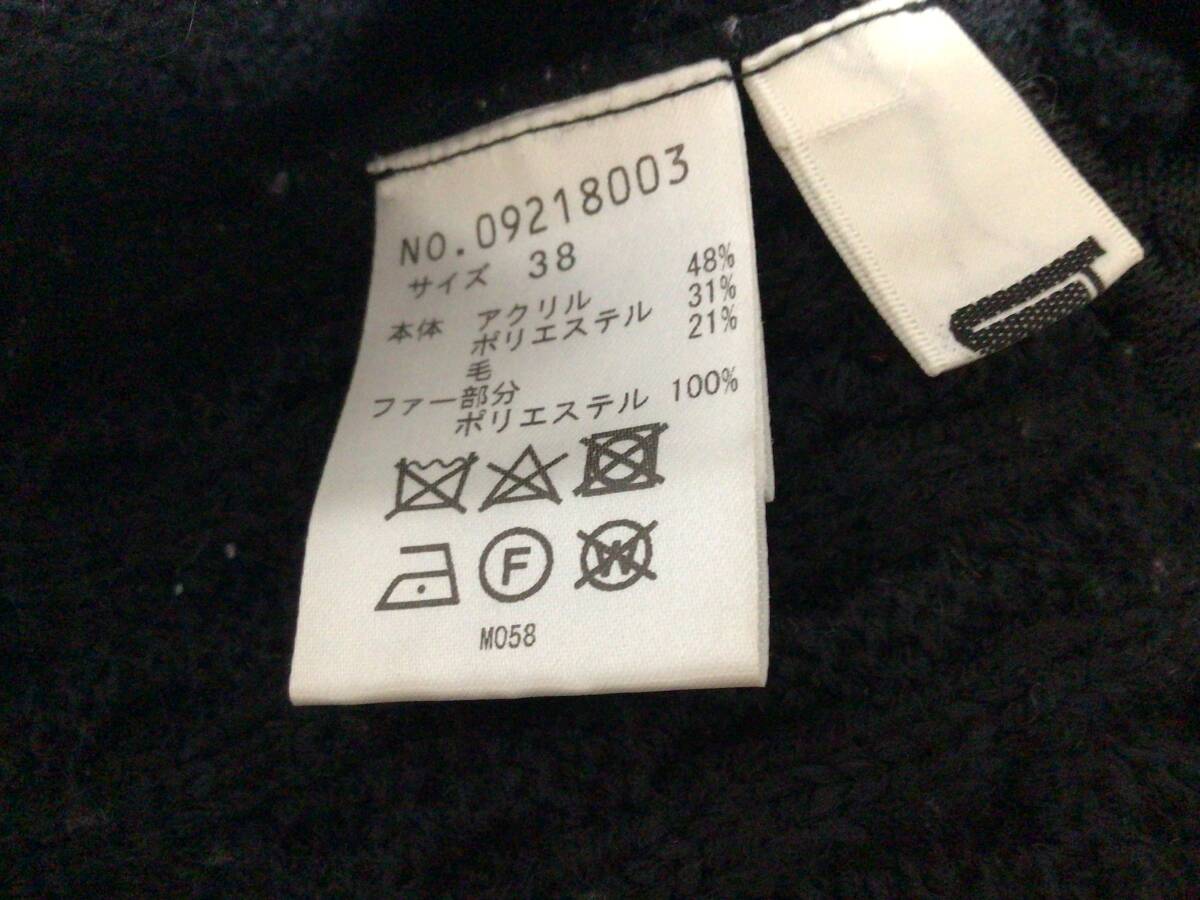 NO.09218003
サイズ 38
本体 アクリル 48%
ポリエステル 31%
毛 21%
ファー部分
ポリエステル 100%
F W
M058